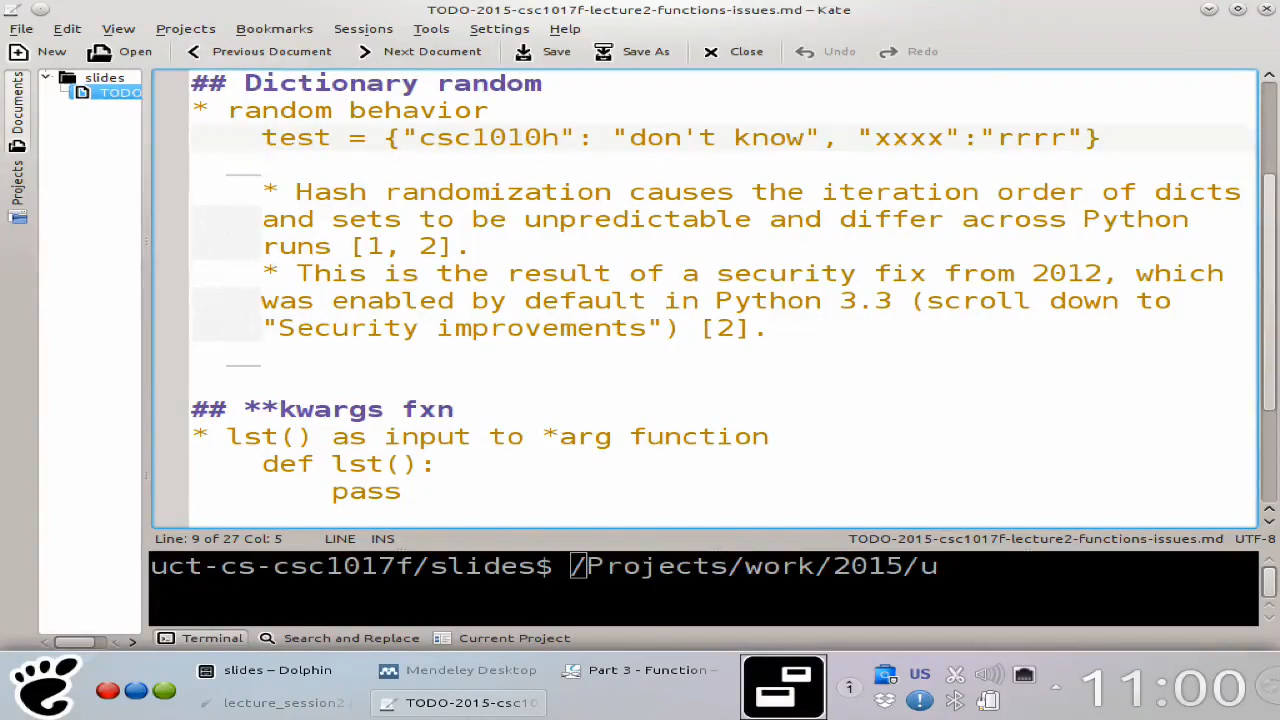 TODO-2015-csc1017f-lecture2-functions-issues.md – Kate
File Edit View Projects Bookmarks Sessions Tools Settings Help
New Open Previous Document Next Document Save Save As Close Undo Redo
Documents
Projects
slides
TODO
## Dictionary random
* random behavior
test = {"csc1010h": "don't know", "xxxx":"rrrr"}
* Hash randomization causes the iteration order of dicts
and sets to be unpredictable and differ across Python
runs [1, 2].
* This is the result of a security fix from 2012, which
was enabled by default in Python 3.3 (scroll down to
"Security improvements") [2].
## **kwargs fxn
* lst() as input to *arg function
def lst():
pass
Line: 9 of 27 Col: 5 LINE INS TODO-2015-csc1017f-lecture2-functions-issues.md UTF-8
uct-cs-csc1017f/slides$ /Projects/work/2015/u
Terminal Search and Replace Current Project
slides – Dolphin Mendeley Desktop Part 3 - Function –
lecture_session2 TODO-2015-csc10
1 US 11:00